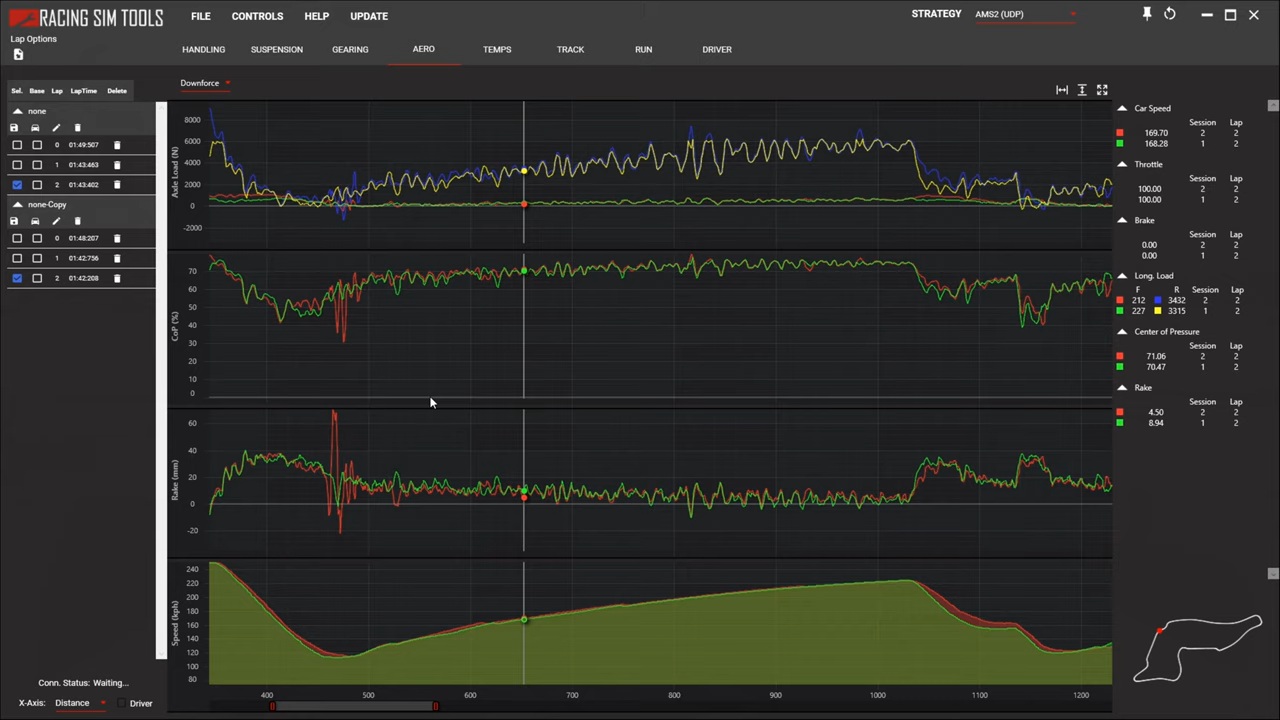 RACING SIM TOOLS FILE CONTROLS HELP UPDATE STRATEGY AMS2 (UDP)
Lap Options
HANDLING SUSPENSION GEARING AERO TEMPS TRACK RUN DRIVER
Sel. Base Lap LapTime Delete
none
0 01:49:507
1 01:43:463
2 01:43:402
none-Copy
0 01:48:207
1 01:42:756
2 01:42:208
Conn. Status: Waiting...
X-Axis: Distance Driver
Downforce
Axle Load (N)
8000
6000
4000
2000
0
-2000
CoP (%)
70
60
50
40
30
20
10
0
Rake (mm)
60
40
20
0
-20
Speed (kph)
240
220
200
180
160
140
120
100
80
400 500 600 700 800 900 1000 1100 1200
Car Speed
Session Lap
169.70 2 2
168.28 1 2
Throttle
Session Lap
100.00 2 2
100.00 1 2
Brake
Session Lap
0.00 2 2
0.00 1 2
Long. Load
F R Session Lap
212 3432 2 2
227 3315 1 2
Center of Pressure
Session Lap
71.06 2 2
70.47 1 2
Rake
Session Lap
4.50 2 2
8.94 1 2